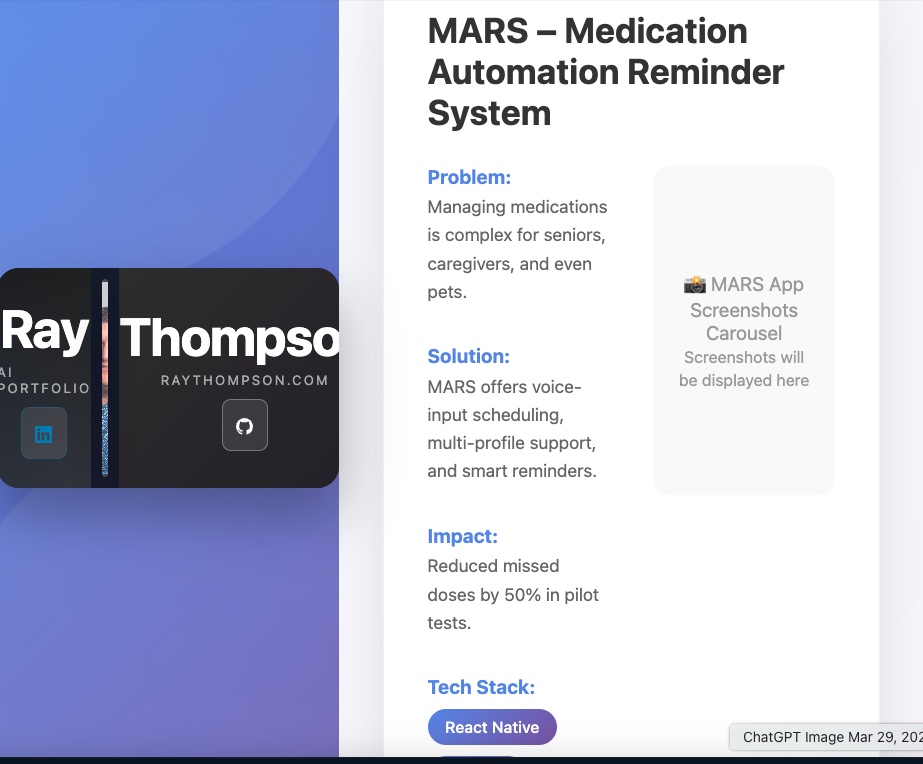 MARS – Medication
Automation Reminder
System
Problem:
Managing medications
is complex for seniors,
caregivers, and even
pets.
Solution:
MARS offers voice-
input scheduling,
multi-profile support,
and smart reminders.
Impact:
Reduced missed
doses by 50% in pilot
tests.
Tech Stack:
React Native
📸 MARS App
Screenshots
Carousel
Screenshots will
be displayed here
Ray
AI
PORTFOLIO
in
Thompso
RAYTHOMPSON.COM
ChatGPT Image Mar 29, 202